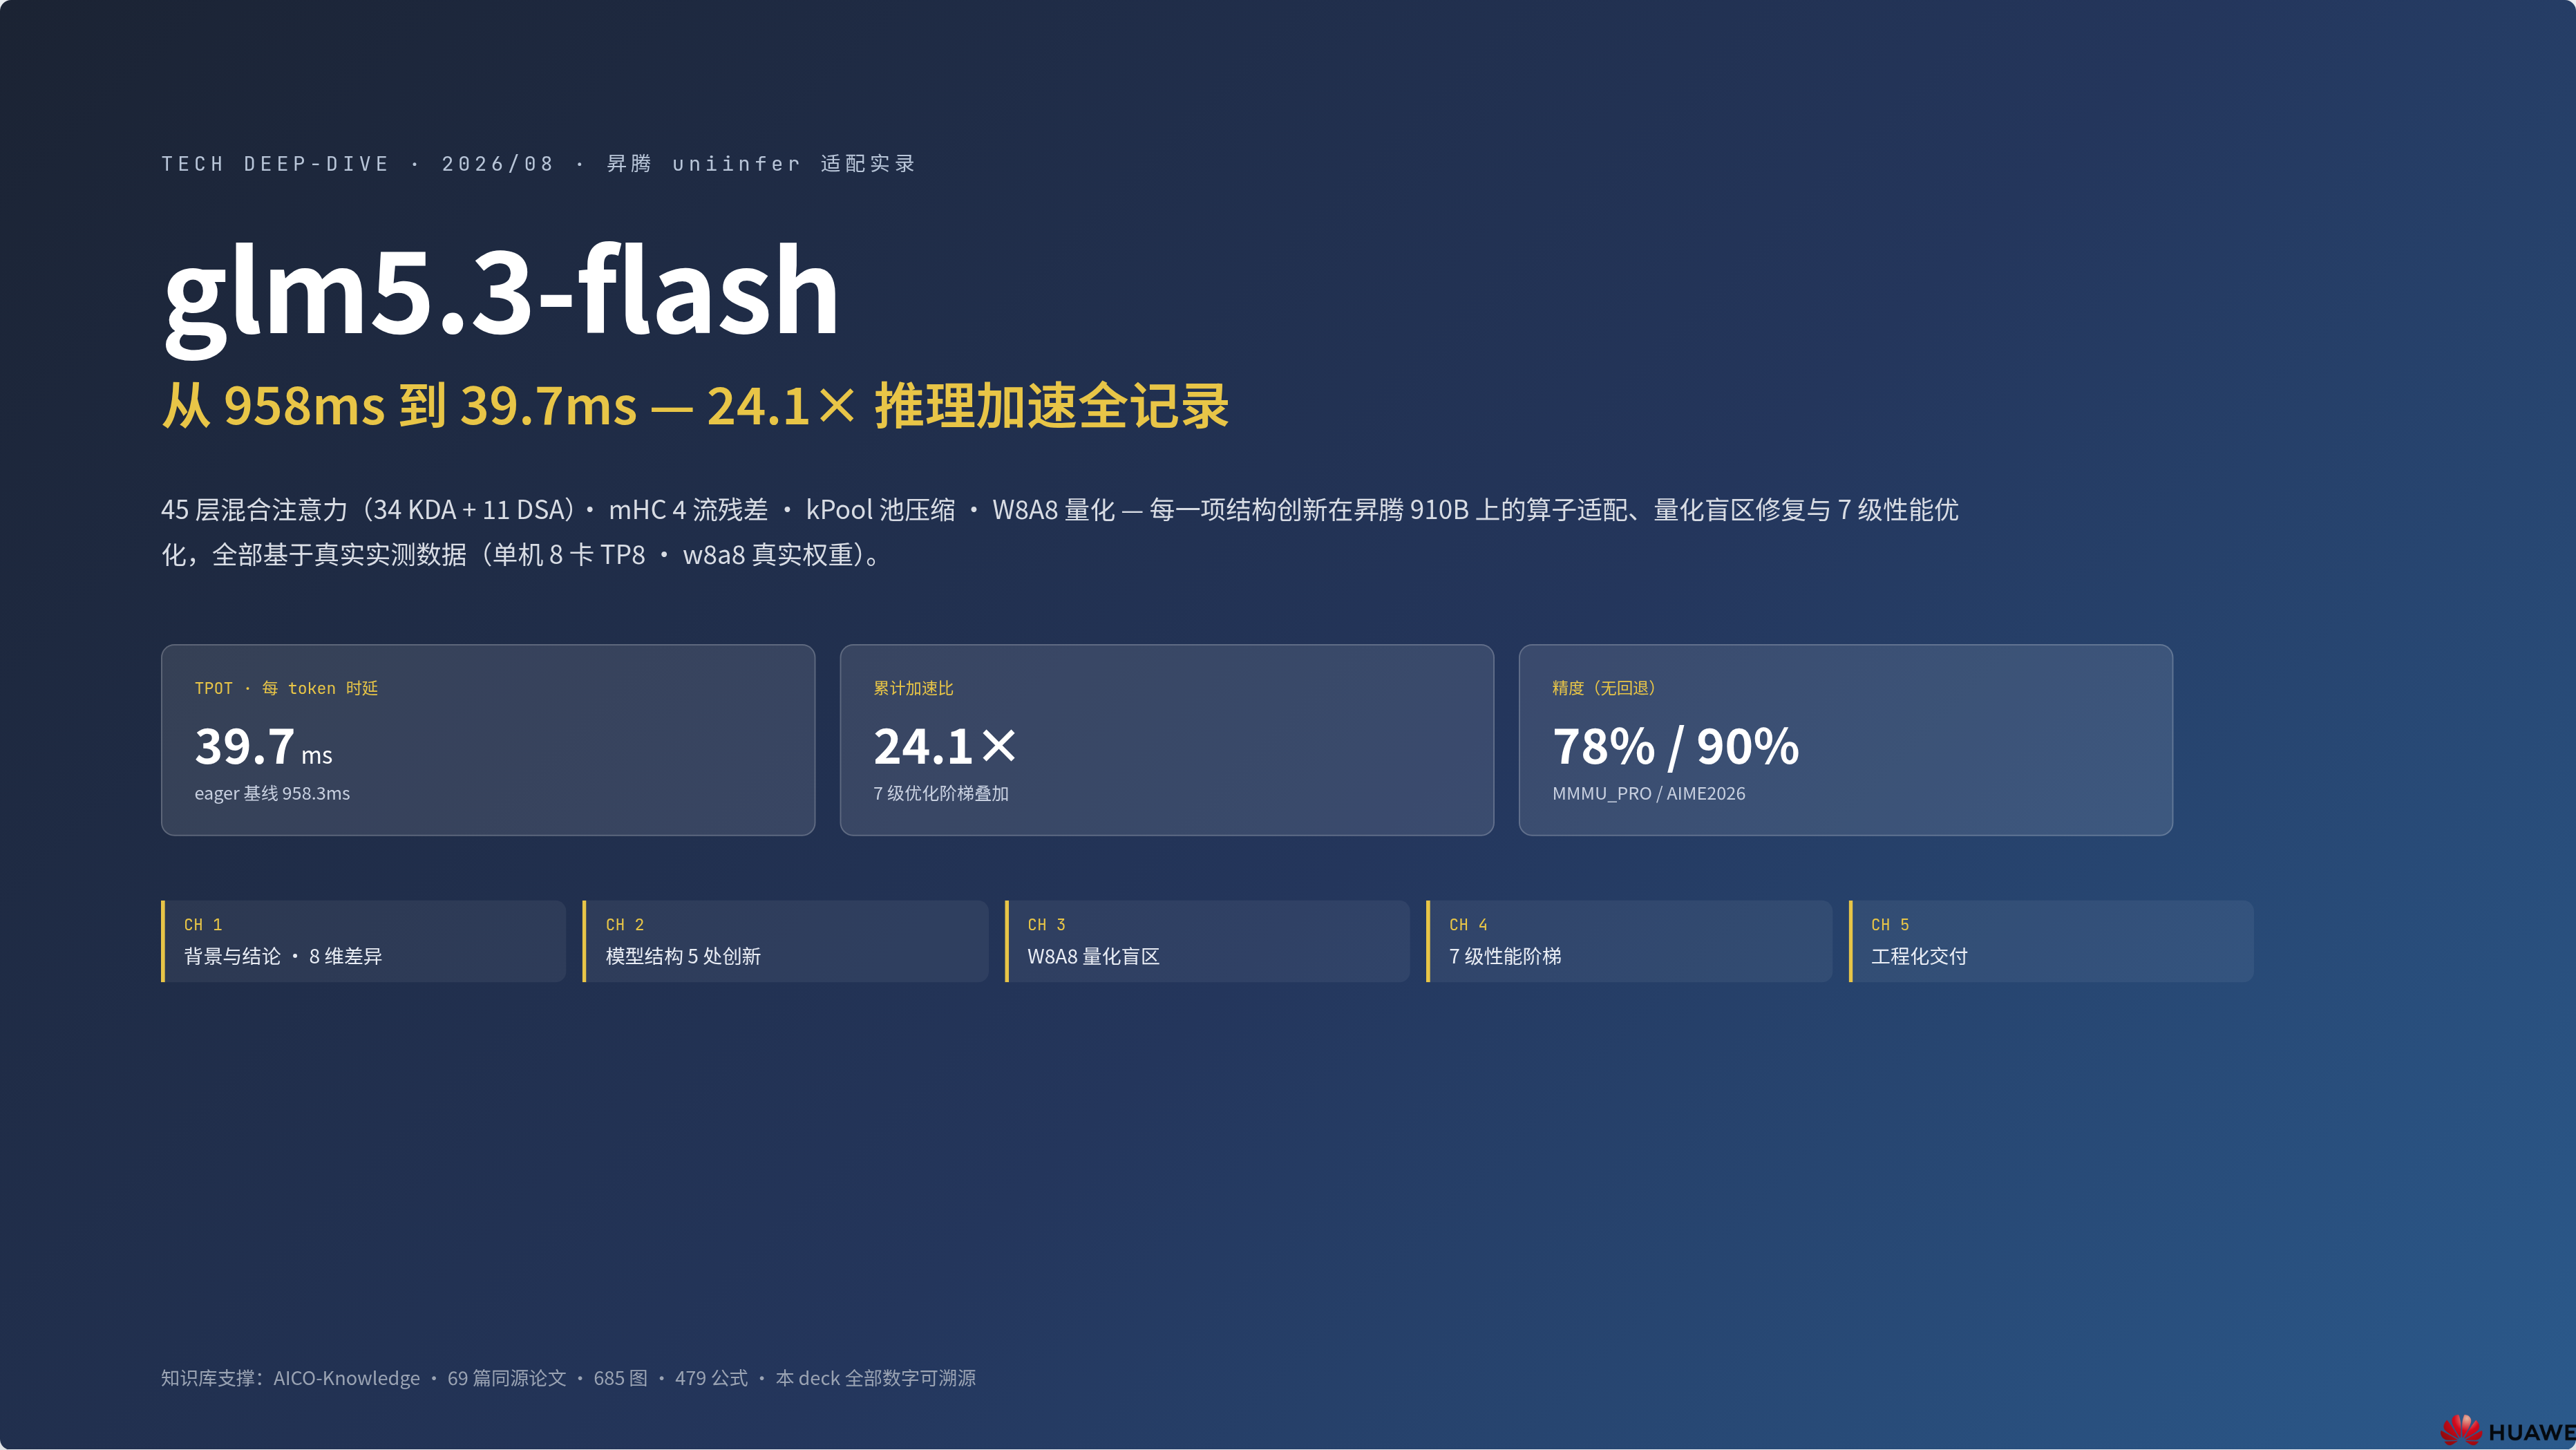 TECH DEEP-DIVE · 2026/08 · 昇腾 uniinfer 适配实录
glm5.3-flash
从 958ms 到 39.7ms — 24.1× 推理加速全记录
45 层混合注意力（34 KDA + 11 DSA）· mHC 4 流残差 · kPool 池压缩 · W8A8 量化 — 每一项结构创新在昇腾 910B 上的算子适配、量化盲区修复与 7 级性能优
化，全部基于真实实测数据（单机 8 卡 TP8 · w8a8 真实权重）。
TPOT · 每 token 时延
39.7 ms
eager 基线 958.3ms
累计加速比
24.1×
7 级优化阶梯叠加
精度（无回退）
78% / 90%
MMMU_PRO / AIME2026
CH 1
背景与结论 · 8 维差异
CH 2
模型结构 5 处创新
CH 3
W8A8 量化盲区
CH 4
7 级性能阶梯
CH 5
工程化交付
知识库支撑：AICO-Knowledge · 69 篇同源论文 · 685 图 · 479 公式 · 本 deck 全部数字可溯源
HUAWE